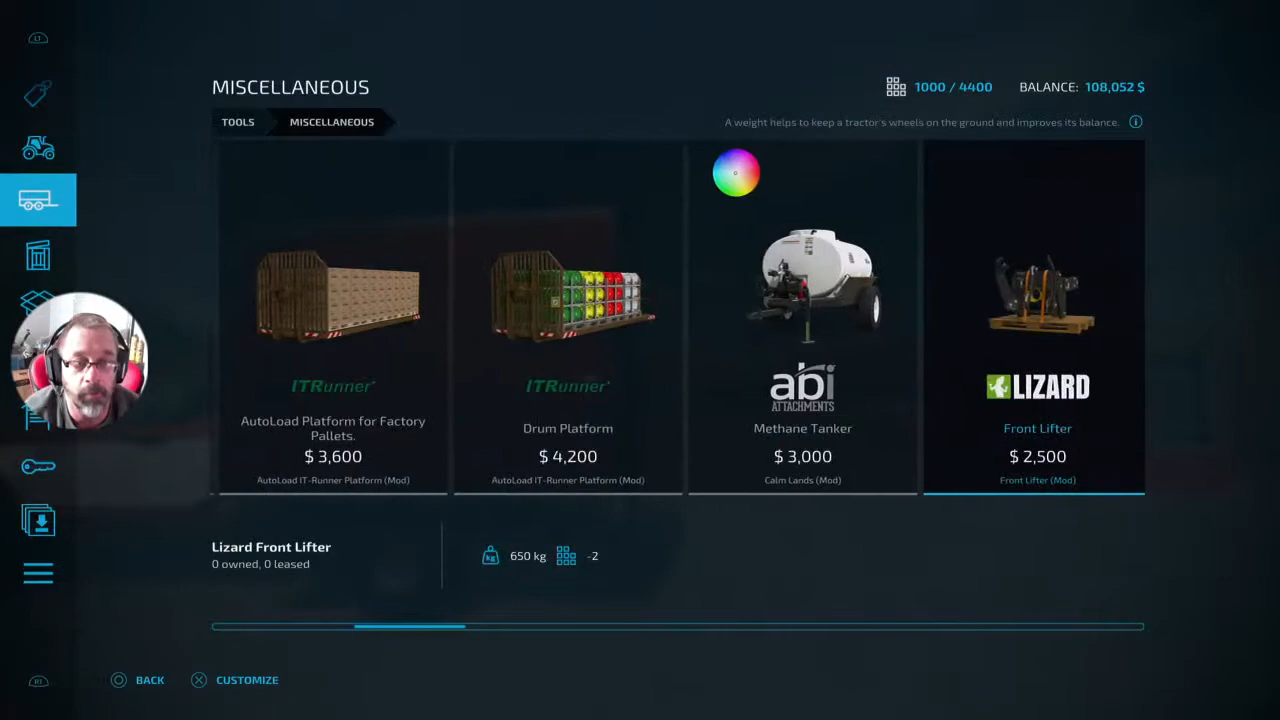 LT
MISCELLANEOUS
1000 / 4400
BALANCE: 108,052 $
TOOLS
MISCELLANEOUS
A weight helps to keep a tractor's wheels on the ground and improves its balance.
ITRunner
AutoLoad Platform for Factory
Pallets.
$ 3,600
AutoLoad IT-Runner Platform (Mod)
ITRunner
Drum Platform
$ 4,200
AutoLoad IT-Runner Platform (Mod)
abi
ATTACHMENTS
Methane Tanker
$ 3,000
Calm Lands (Mod)
LIZARD
Front Lifter
$ 2,500
Front Lifter (Mod)
Lizard Front Lifter
0 owned, 0 leased
kg
650 kg
-2
RT
BACK
CUSTOMIZE